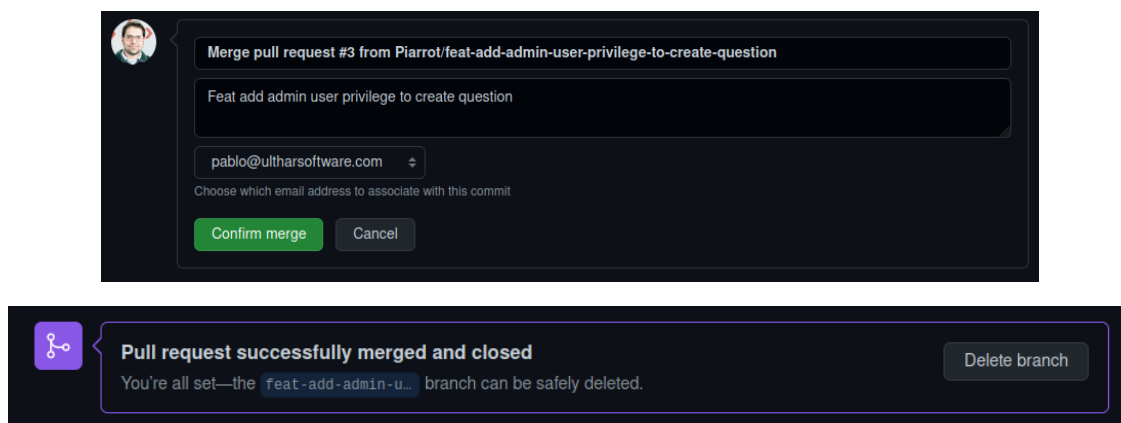 Merge pull request #3 from Piarrot/feat-add-admin-user-privilege-to-create-question
Feat add admin user privilege to create question
pablo@ultharsoftware.com
Choose which email address to associate with this commit
Confirm merge Cancel
Pull request successfully merged and closed
Delete branch
You're all set—the feat-add-admin-u… branch can be safely deleted.